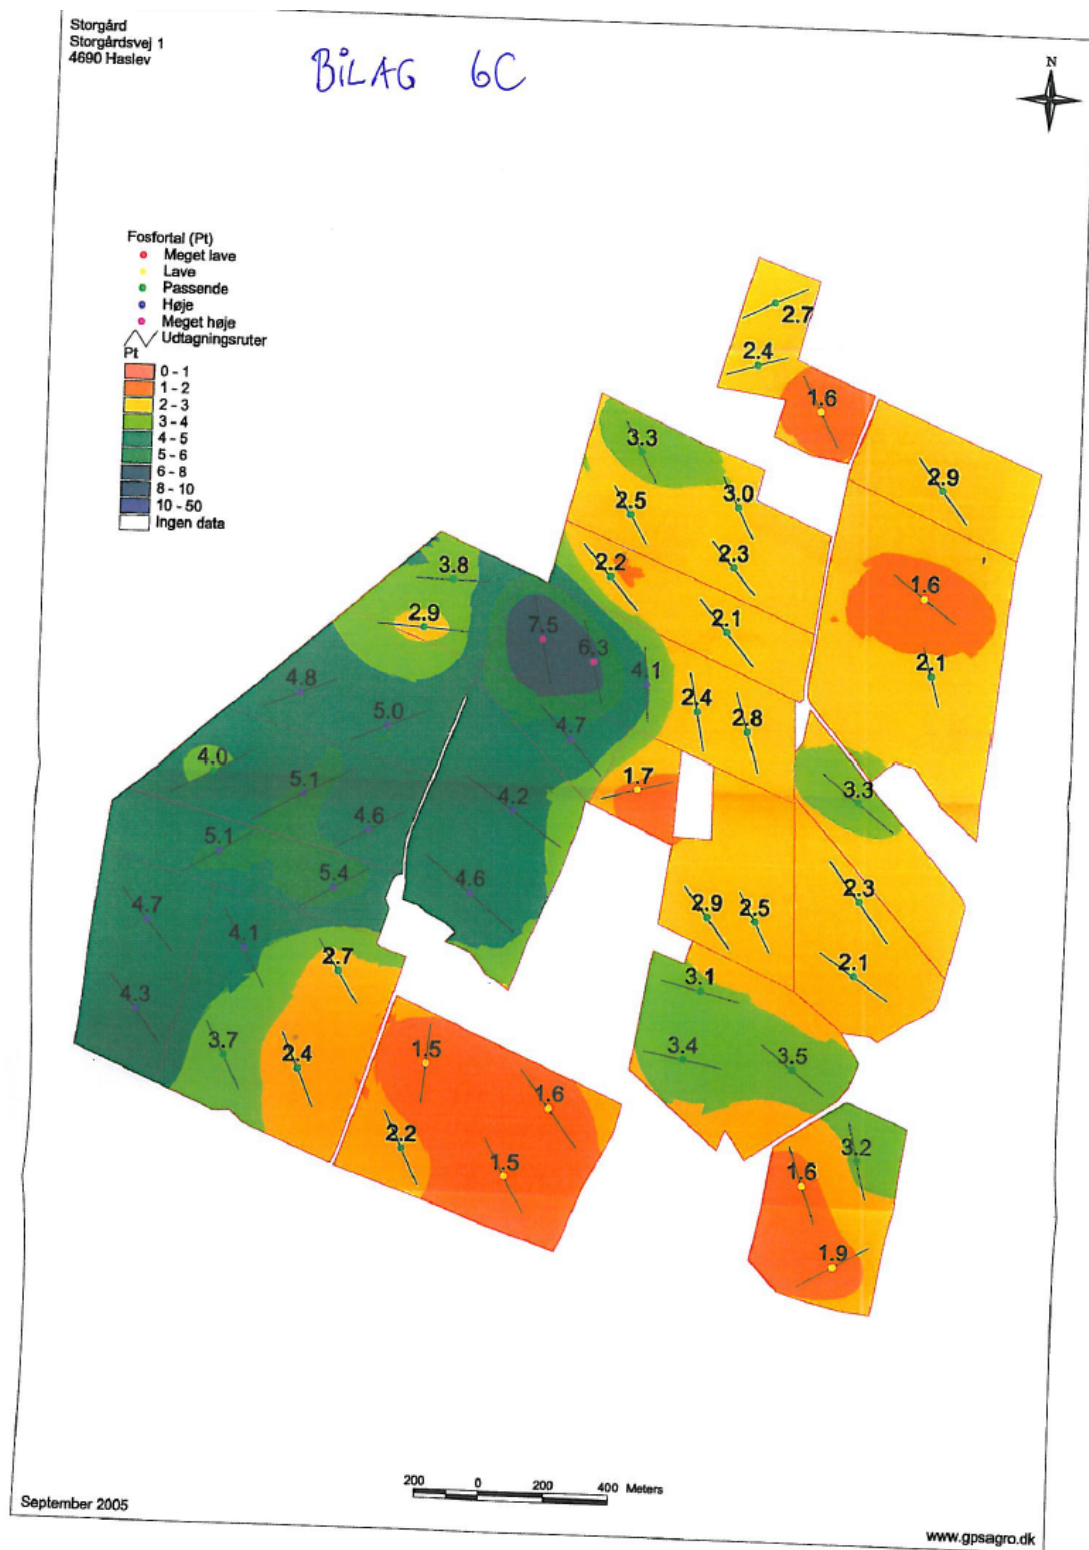 Storgård
Storgårdsvej 1
4690 Haslev
BiLAG 6C
N
Fosfortal (Pt)
Meget lave
Lave
Passende
Høje
Meget høje
Udtagningsruter
Pt
0 - 1
1 - 2
2 - 3
3 - 4
4 - 5
5 - 6
6 - 8
8 - 10
10 - 50
Ingen data
2.7
2.4
1.6
3.3
2.9
2.5
3.0
2.2
2.3
3.8
1.6
2.9
2.1
7.5
6.3
4.1
2.1
4.8
2.4
2.8
5.0
4.7
4.0
5.1
1.7
3.3
4.2
4.6
5.1
5.4
4.6
2.3
4.7
2.9
2.5
4.1
2.7
2.1
4.3
3.1
3.7
2.4
1.5
3.4
3.5
1.6
2.2
3.2
1.5
1.6
1.9
200 0 200 400 Meters
September 2005
www.gpsagro.dk